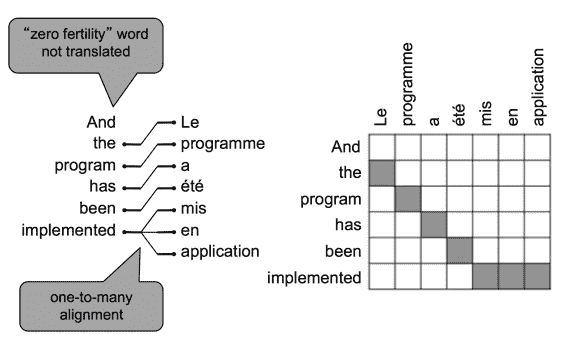 “zero fertility” word
not translated
And
the
program
has
been
implemented
Le
programme
a
été
mis
en
application
one-to-many
alignment
Le
programme
a
été
mis
en
application
And
the
program
has
been
implemented